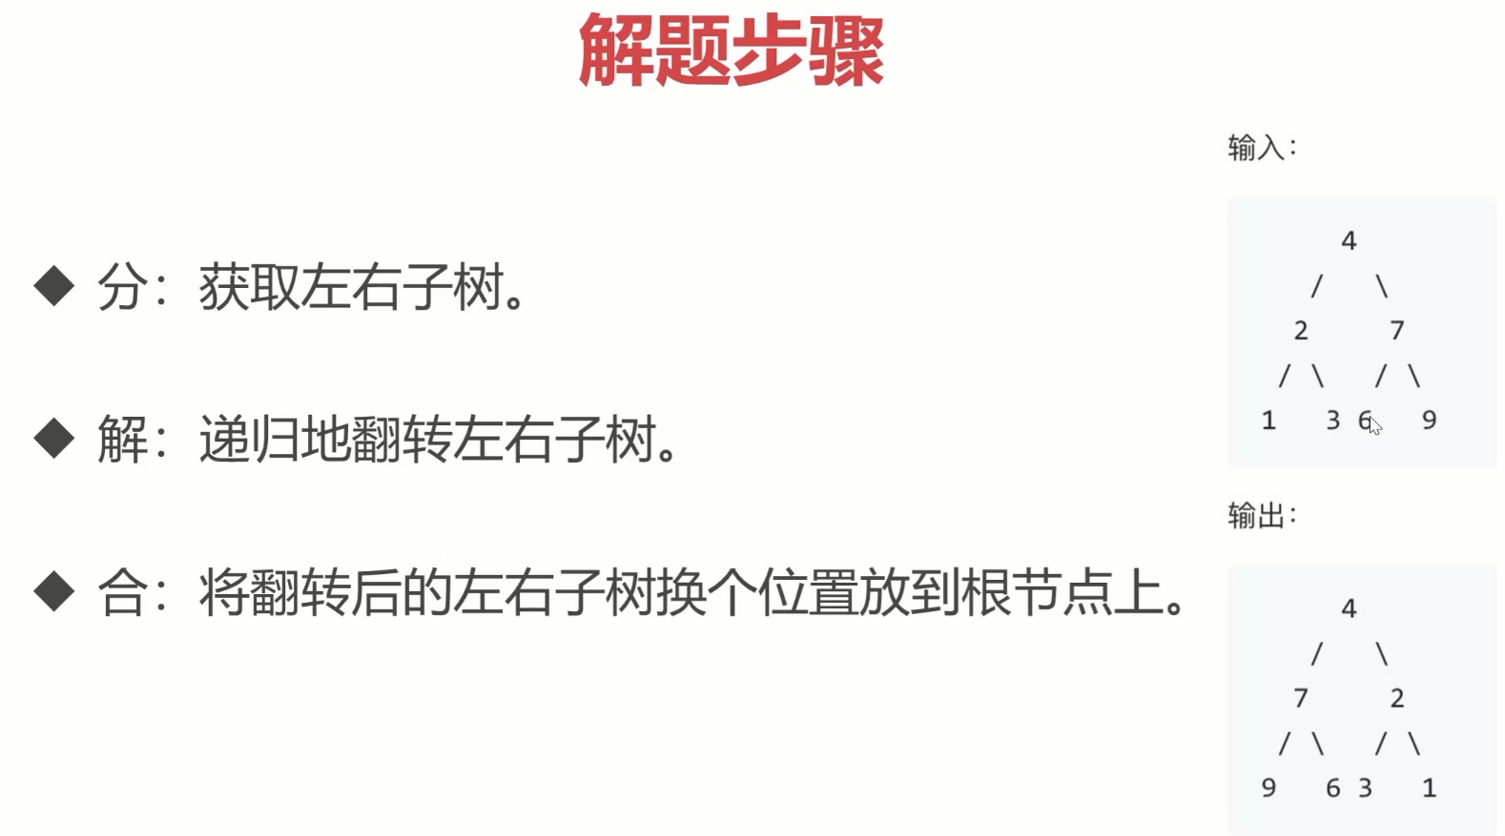 解题步骤
◆ 分：获取左右子树。
◆ 解：递归地翻转左右子树。
◆ 合：将翻转后的左右子树换个位置放到根节点上。
输入：
4
/ \
2 7
/ \ / \
1 3 6 9
输出：
4
/ \
7 2
/ \ / \
9 6 3 1